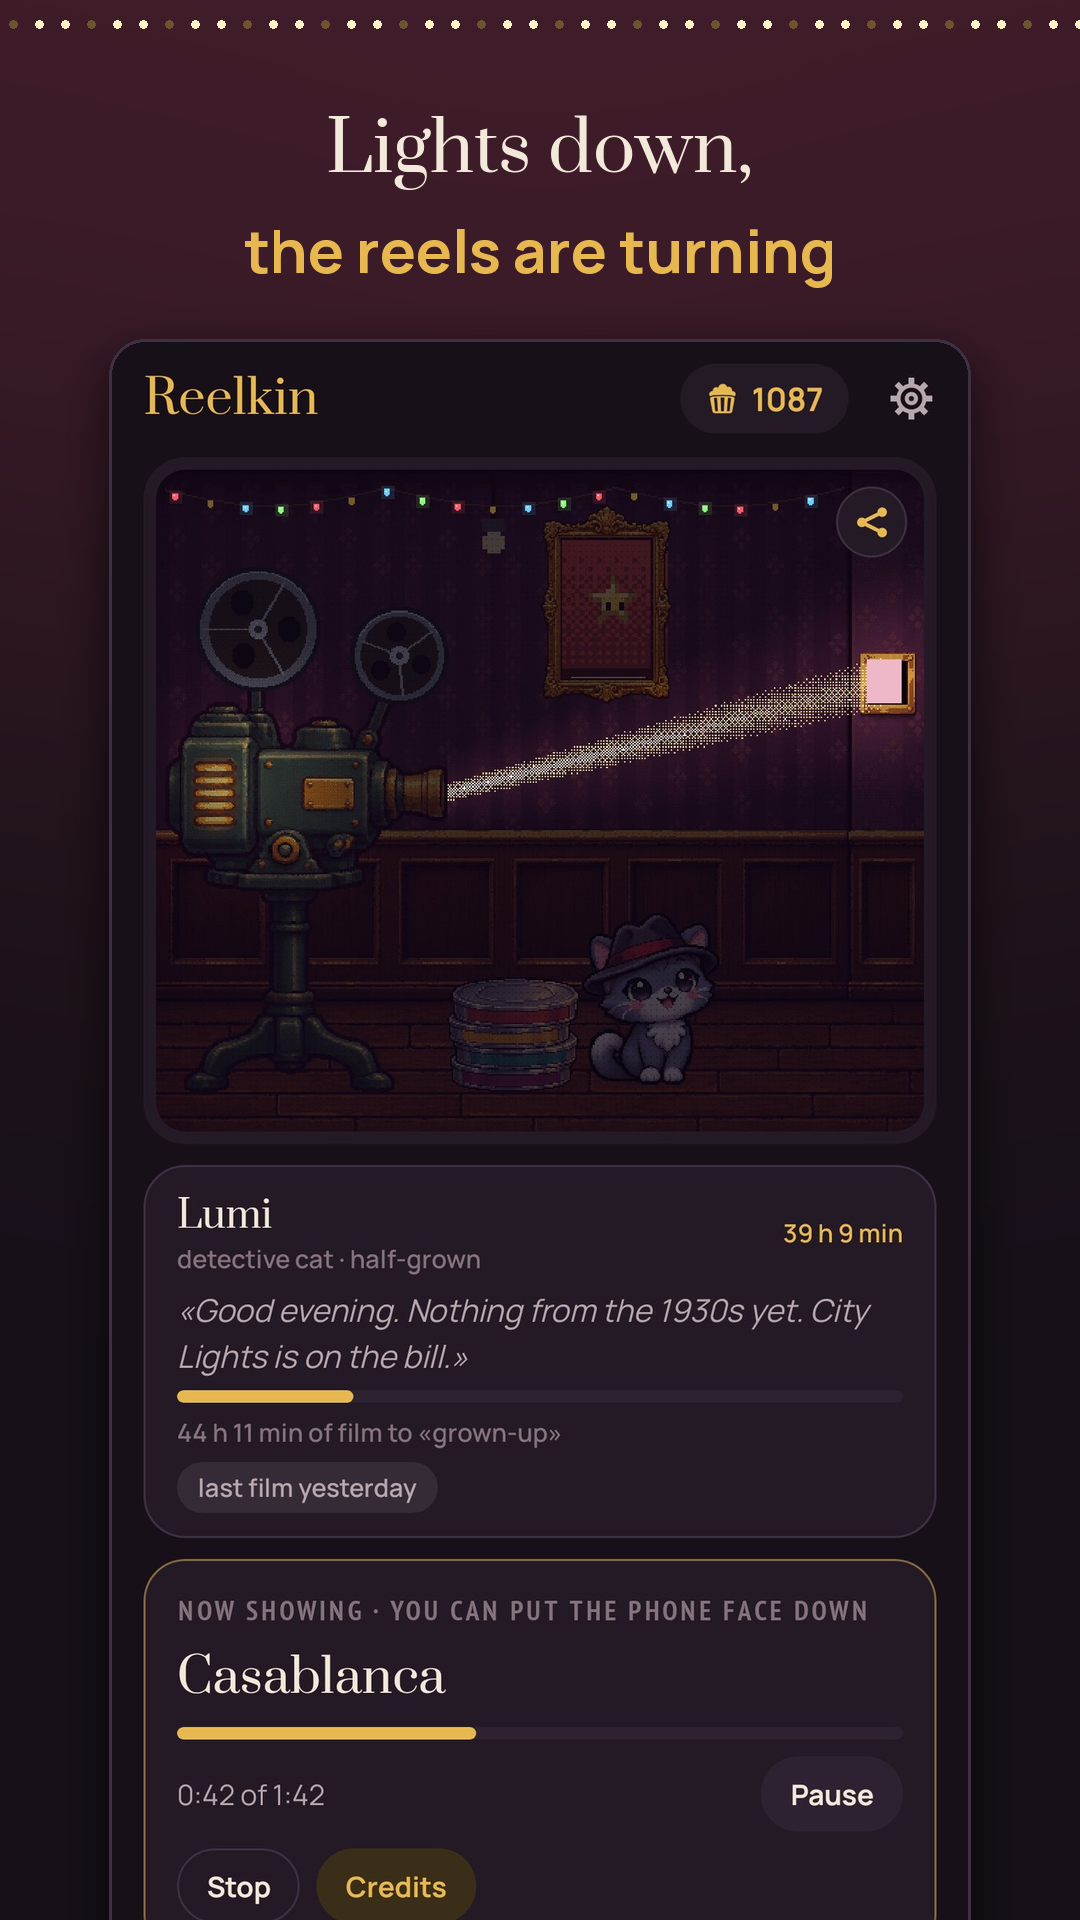 Lights down,
the reels are turning
Reelkin
1087
Lumi
39 h 9 min
detective cat · half-grown
«Good evening. Nothing from the 1930s yet. City
Lights is on the bill.»
44 h 11 min of film to «grown-up»
last film yesterday
NOW SHOWING · YOU CAN PUT THE PHONE FACE DOWN
Casablanca
0:42 of 1:42
Pause
Stop
Credits